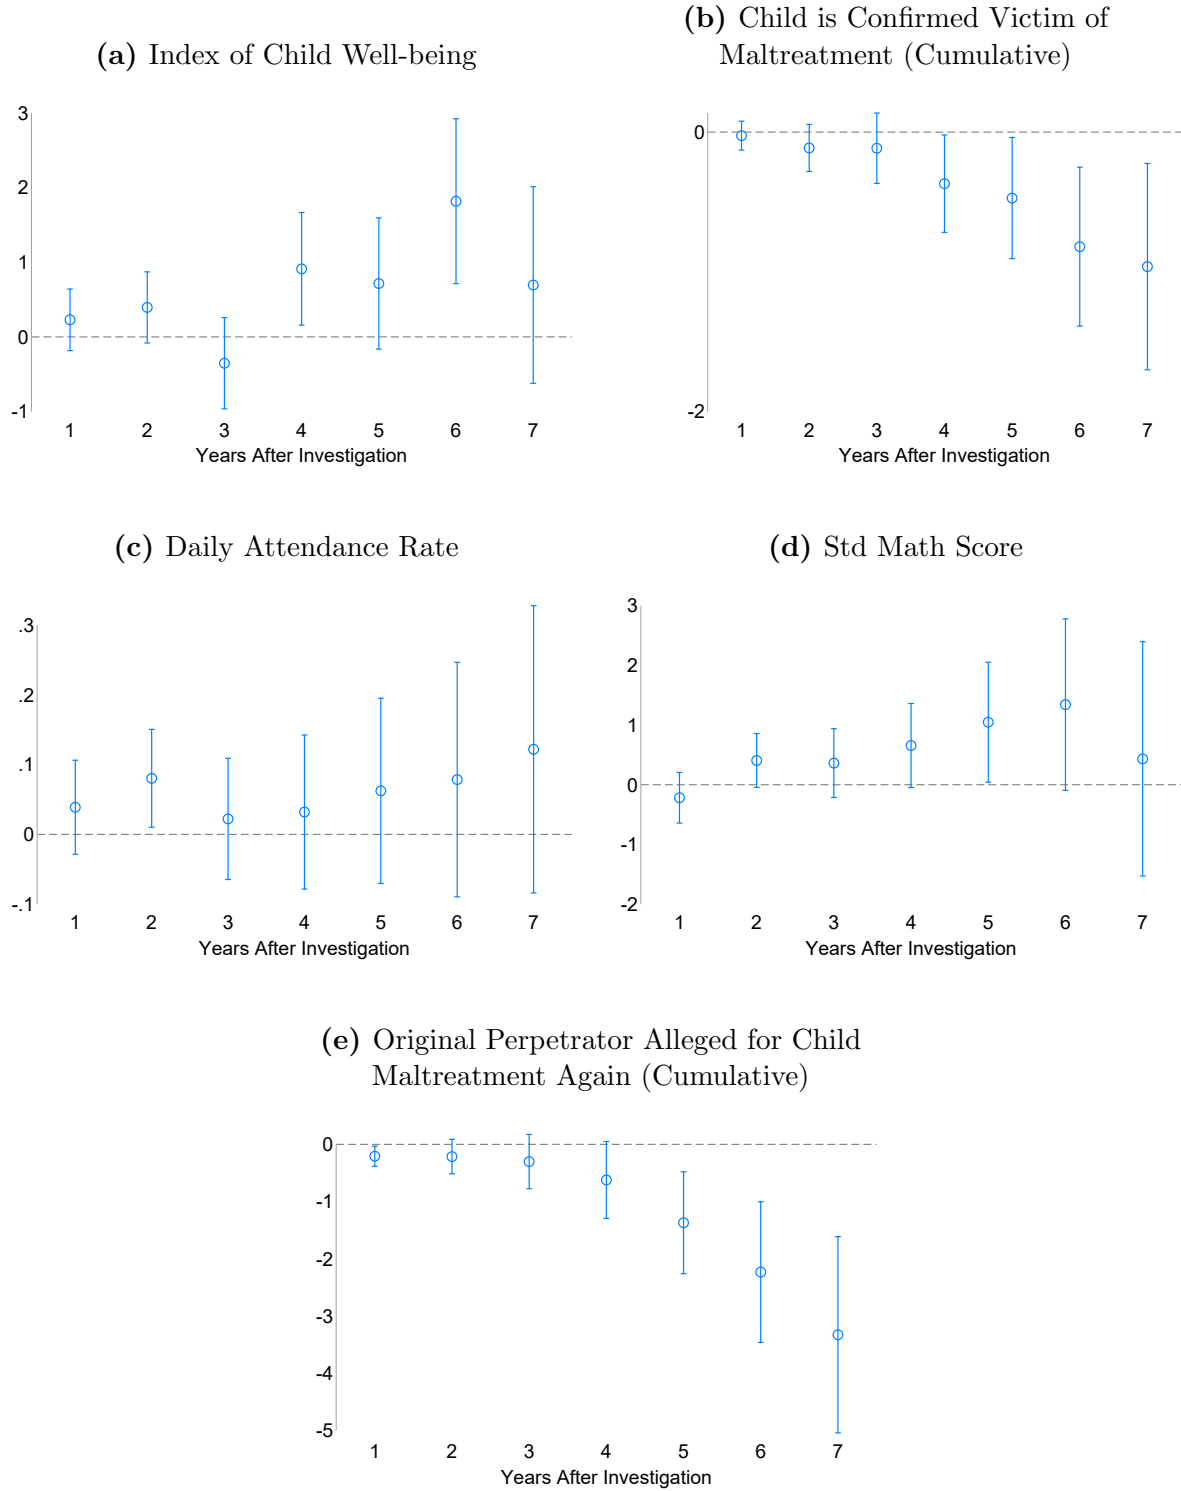 (a) Index of Child Well-being
3
2
1
0
-1
1 2 3 4 5 6 7
Years After Investigation
(b) Child is Confirmed Victim of
Maltreatment (Cumulative)
0
-2
1 2 3 4 5 6 7
Years After Investigation
(c) Daily Attendance Rate
.3
.2
.1
0
-.1
1 2 3 4 5 6 7
Years After Investigation
(d) Std Math Score
3
2
1
0
-1
-2
1 2 3 4 5 6 7
Years After Investigation
(e) Original Perpetrator Alleged for Child
Maltreatment Again (Cumulative)
0
-1
-2
-3
-4
-5
1 2 3 4 5 6 7
Years After Investigation